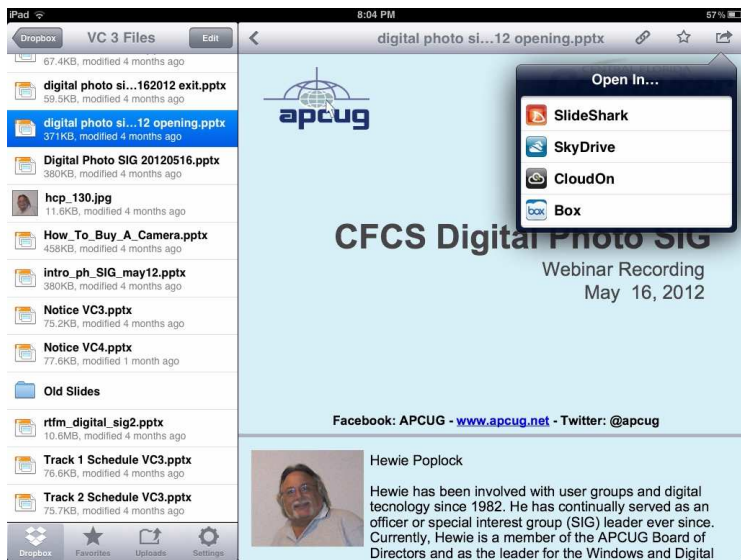 iPad
8:04 PM
57%
Dropbox
VC 3 Files
Edit
67.4KB, modified 4 months ago
digital photo si...162012 exit.pptx
59.5KB, modified 4 months ago
digital photo si...12 opening.pptx
371KB, modified 4 months ago
Digital Photo SIG 20120516.pptx
380KB, modified 4 months ago
hcp_130.jpg
11.6KB, modified 4 months ago
How_To_Buy_A_Camera.pptx
458KB, modified 4 months ago
intro_ph_SIG_may12.pptx
380KB, modified 4 months ago
Notice VC3.pptx
75.2KB, modified 4 months ago
Notice VC4.pptx
77.6KB, modified 1 month ago
Old Slides
rtfm_digital_sig2.pptx
10.6MB, modified 4 months ago
Track 1 Schedule VC3.pptx
76.6KB, modified 4 months ago
Track 2 Schedule VC3.pptx
75.7KB, modified 4 months ago
Dropbox
Favorites
Uploads
Settings
digital photo si...12 opening.pptx
Open In...
SlideShark
SkyDrive
CloudOn
box
Box
apcug
CFCS Digital Photo SIG
Webinar Recording
May 16, 2012
Facebook: APCUG - www.apcug.net - Twitter: @apcug
Hewie Poplock
Hewie has been involved with user groups and digital
tecnology since 1982. He has continually served as an
officer or special interest group (SIG) leader ever since.
Currently, Hewie is a member of the APCUG Board of
Directors and as the leader for the Windows and Digital